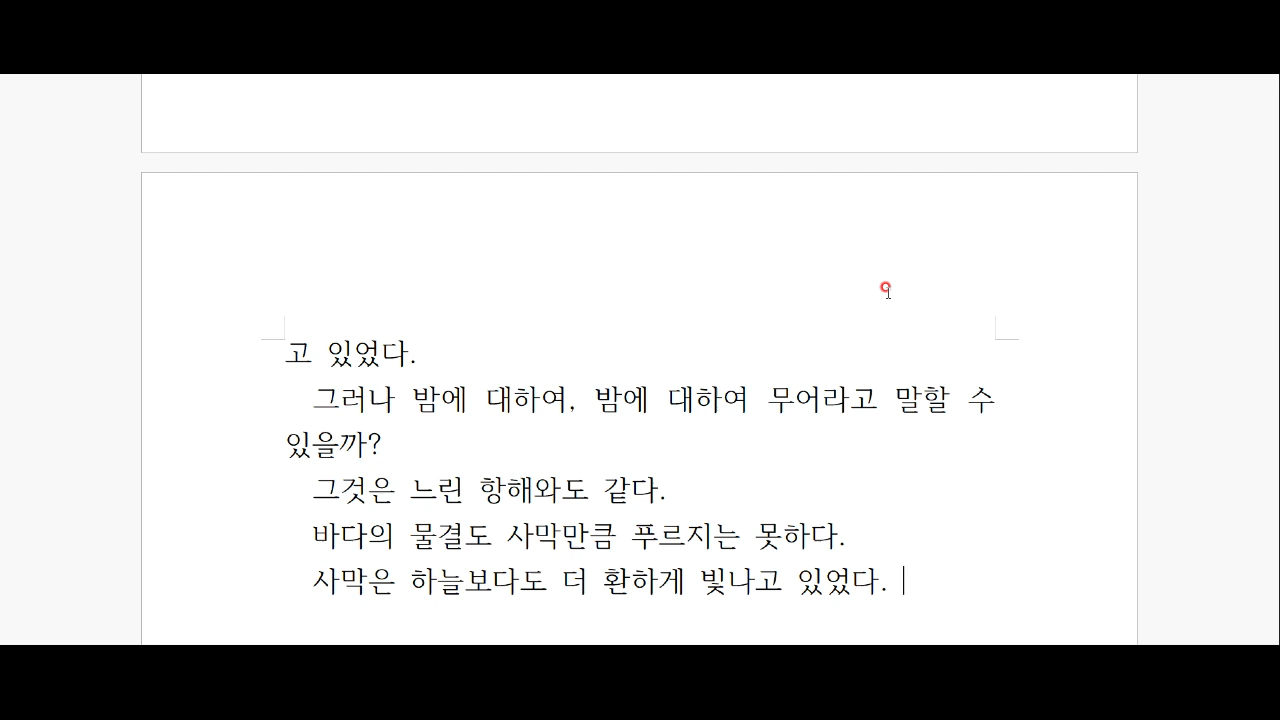 고 있었다.
그러나 밤에 대하여, 밤에 대하여 무어라고 말할 수
있을까?
그것은 느린 항해와도 같다.
바다의 물결도 사막만큼 푸르지는 못하다.
사막은 하늘보다도 더 환하게 빛나고 있었다.